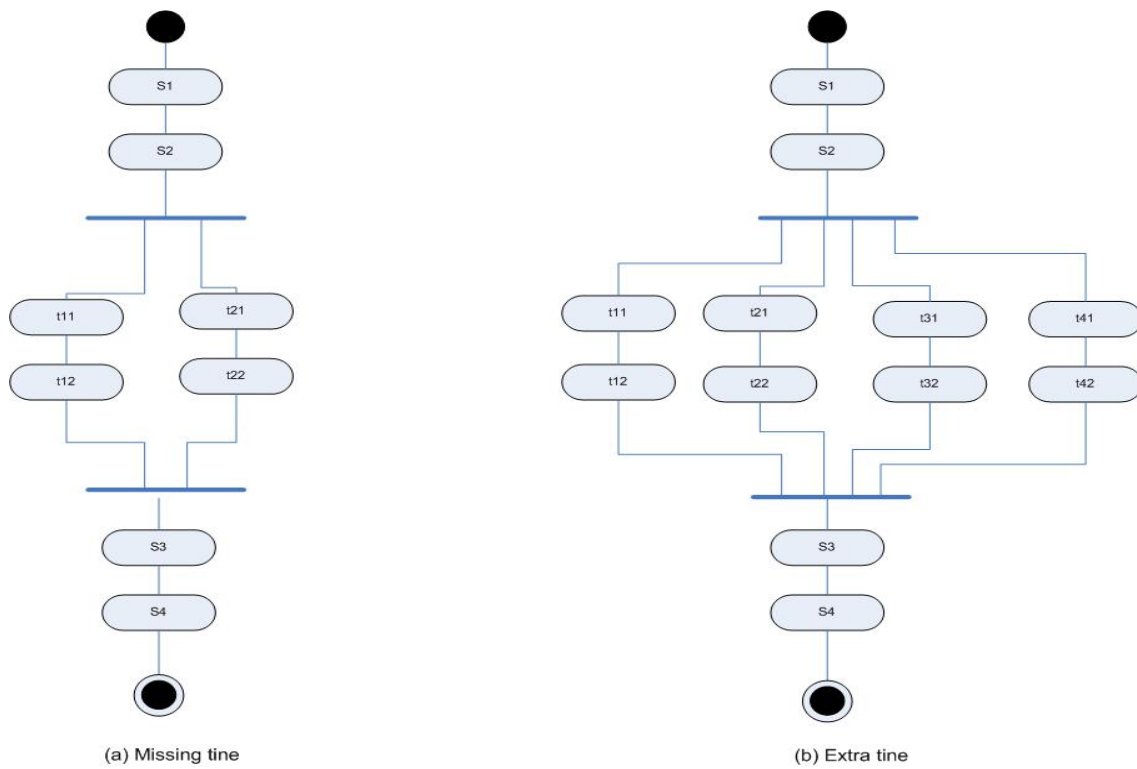 S1
S2
t11
t21
t12
t22
S3
S4
(a) Missing tine
S1
S2
t11
t21
t31
t41
t12
t22
t32
t42
S3
S4
(b) Extra tine